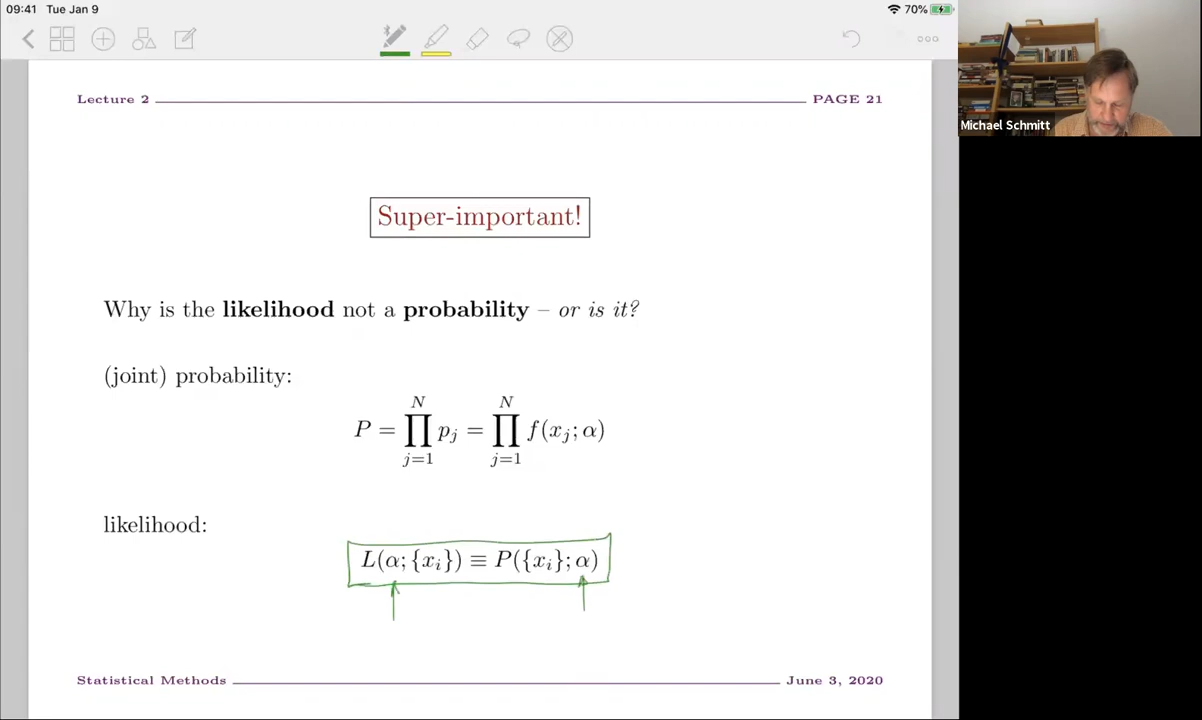 09:41 Tue Jan 9
70%
Lecture 2 PAGE 21
Michael Schmitt
Super-important!
Why is the likelihood not a probability – or is it?
(joint) probability:
P = ∏_{j=1}^{N} p_j = ∏_{j=1}^{N} f(x_j; α)
likelihood:
L(α; {x_i}) ≡ P({x_i}; α)
Statistical Methods June 3, 2020